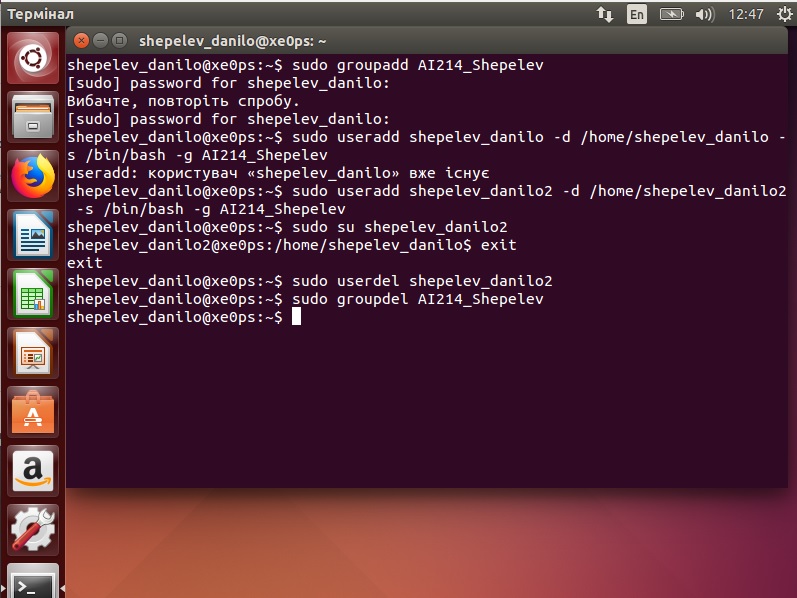 Термінал
En
12:47
shepelev_danilo@xe0ps: ~
shepelev_danilo@xe0ps:~$ sudo groupadd AI214_Shepelev
[sudo] password for shepelev_danilo:
Вибачте, повторіть спробу.
[sudo] password for shepelev_danilo:
shepelev_danilo@xe0ps:~$ sudo useradd shepelev_danilo -d /home/shepelev_danilo -
s /bin/bash -g AI214_Shepelev
useradd: користувач «shepelev_danilo» вже існує
shepelev_danilo@xe0ps:~$ sudo useradd shepelev_danilo2 -d /home/shepelev_danilo2
 -s /bin/bash -g AI214_Shepelev
shepelev_danilo@xe0ps:~$ sudo su shepelev_danilo2
shepelev_danilo2@xe0ps:/home/shepelev_danilo$ exit
exit
shepelev_danilo@xe0ps:~$ sudo userdel shepelev_danilo2
shepelev_danilo@xe0ps:~$ sudo groupdel AI214_Shepelev
shepelev_danilo@xe0ps:~$